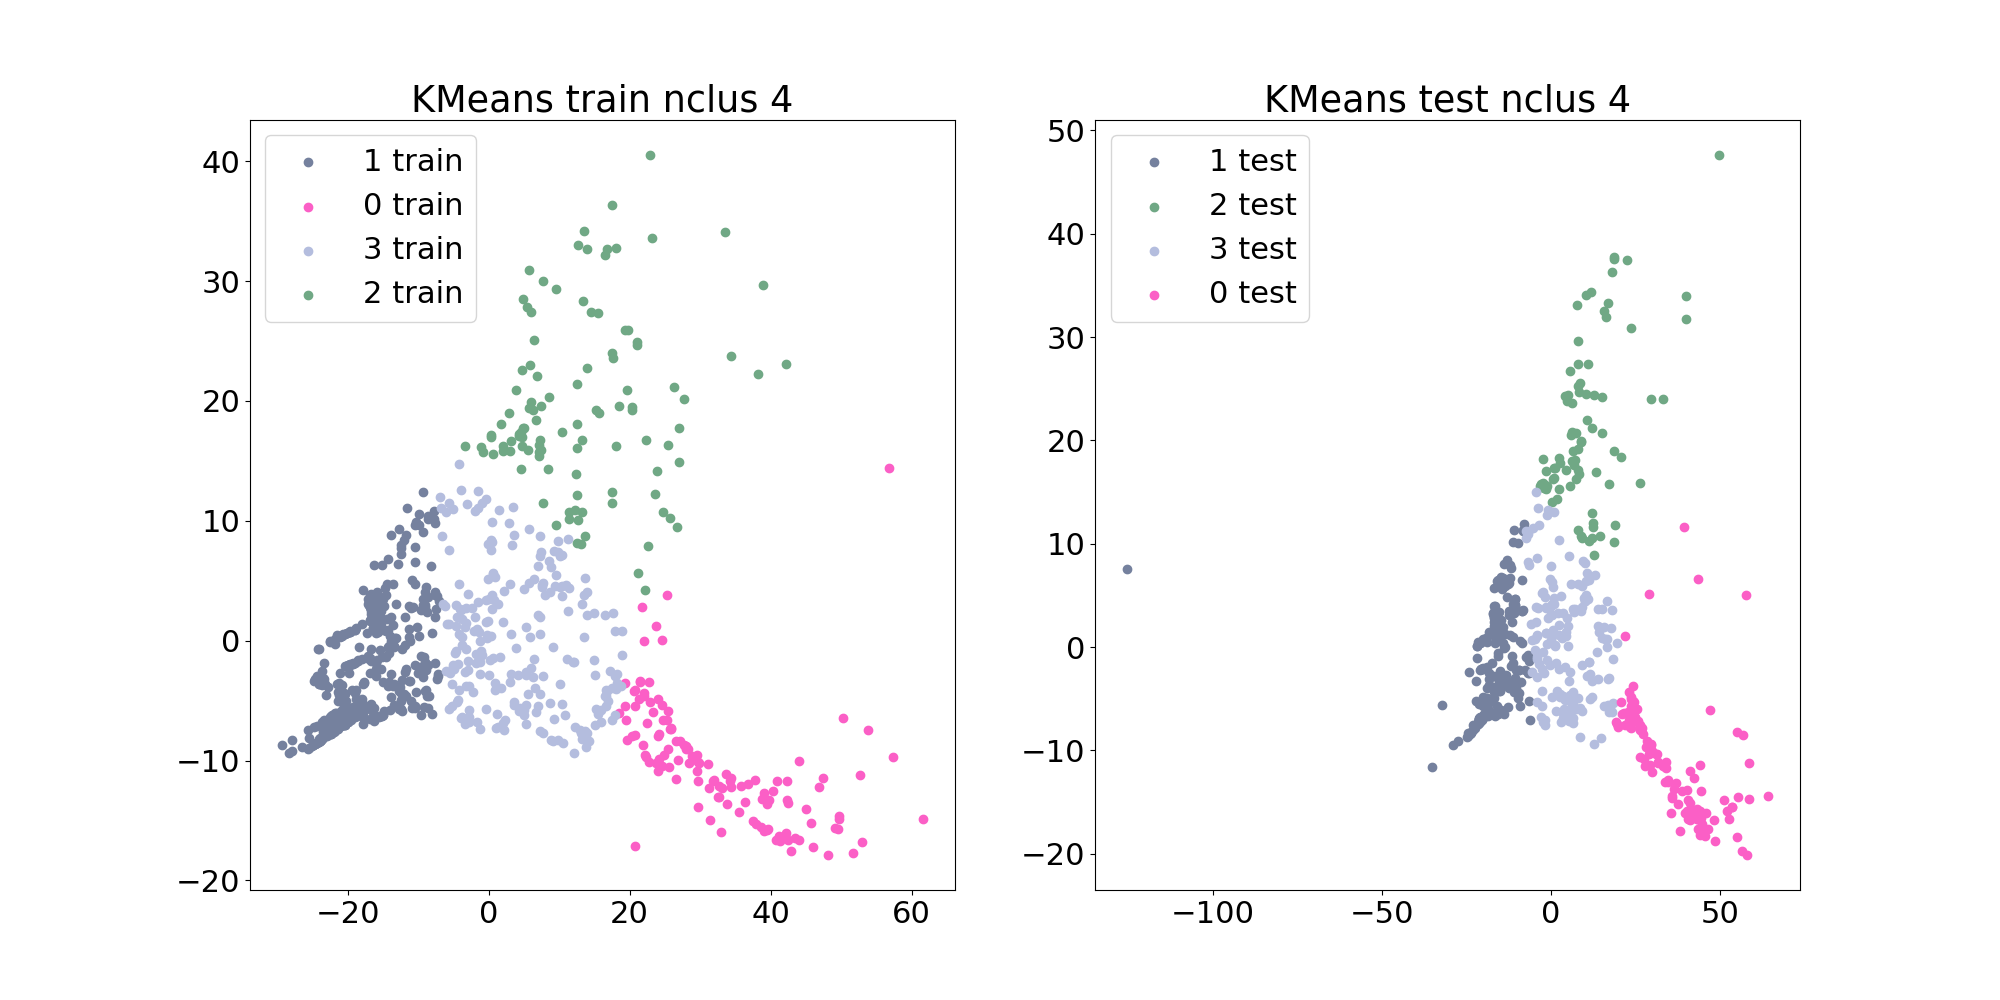 KMeans train nclus 4
1 train
0 train
3 train
2 train
40
30
20
10
0
−10
−20
−20 0 20 40 60
KMeans test nclus 4
1 test
2 test
3 test
0 test
50
40
30
20
10
0
−10
−20
−100 −50 0 50